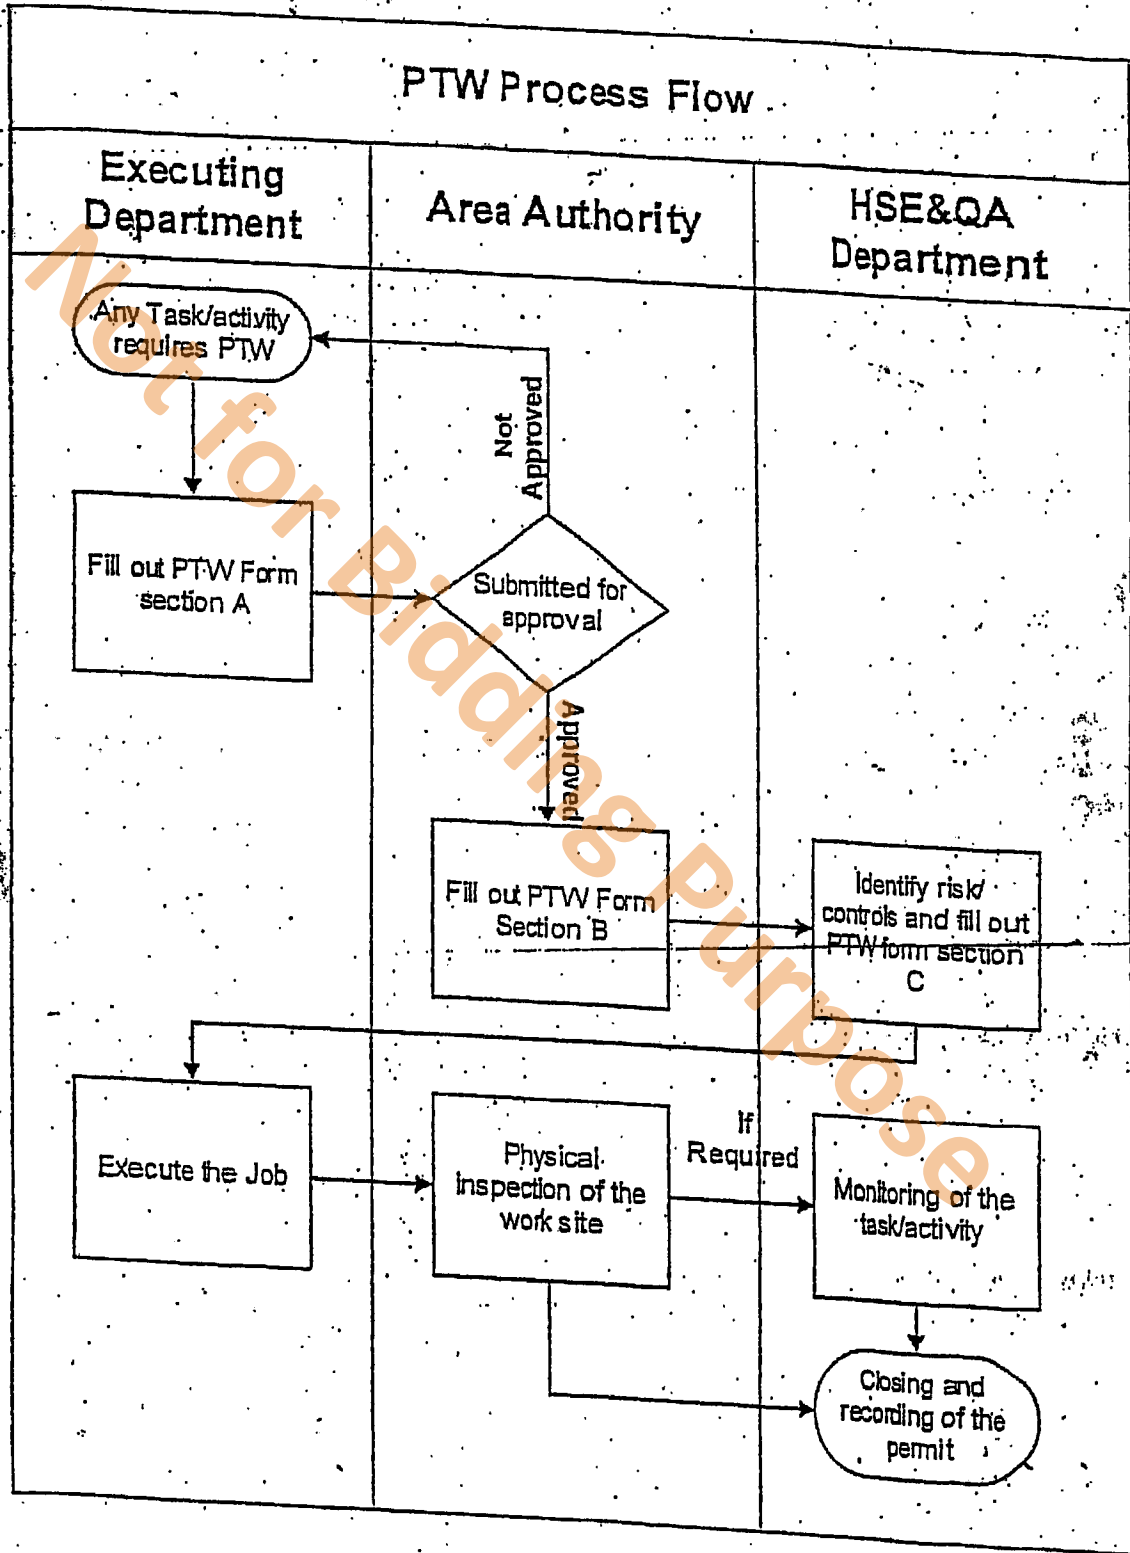 PTW Process Flow
Executing
Department
Area Authority
HSE&QA
Department
Any Task/activity
requires PTW
Not
Approved
Fill out PTW Form
section A
Submitted for
approval
Approved
Fill out PTW Form
Section B
Identify risk/
controls and fill out
PTW form section
C
Execute the Job
Physical
inspection of the
work site
If
Required
Monitoring of the
task/activity
Closing and
recording of the
permit
Not for Bidding Purpose